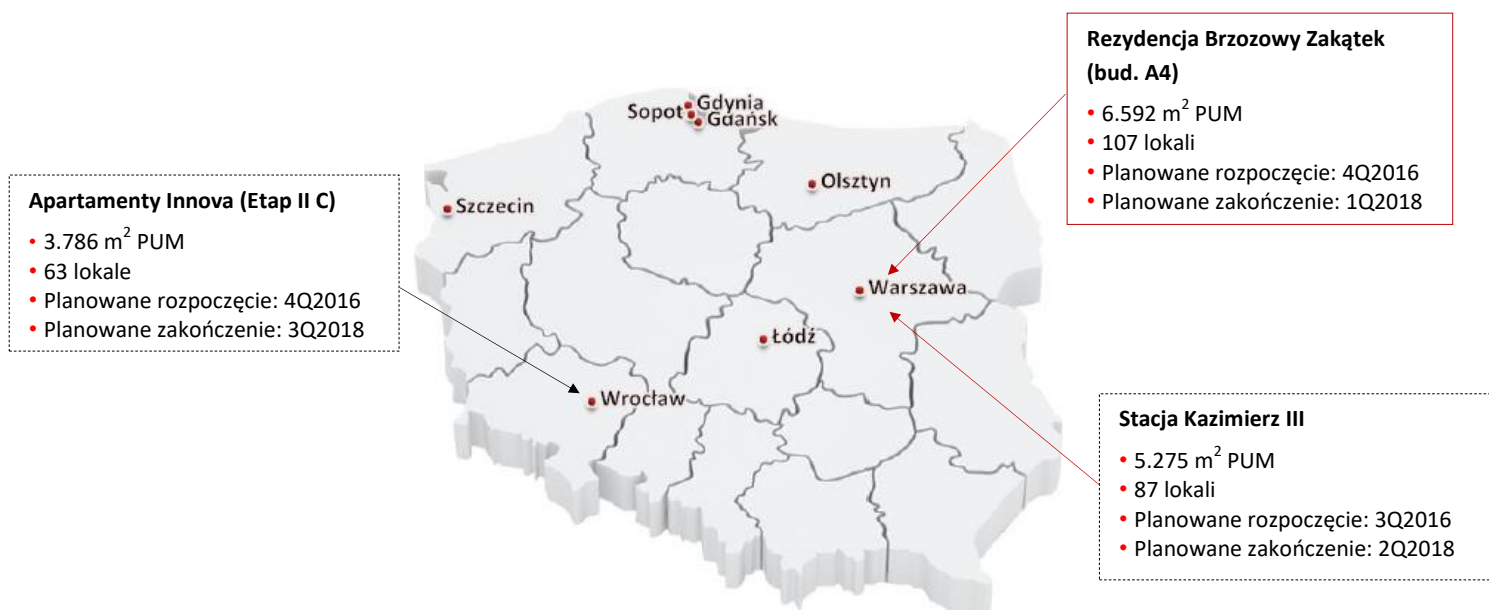 Rezydencja Brzozowy Zakątek
(bud. A4)
• 6.592 m² PUM
• 107 lokali
• Planowane rozpoczęcie: 4Q2016
• Planowane zakończenie: 1Q2018
Apartamenty Innova (Etap II C)
• 3.786 m² PUM
• 63 lokale
• Planowane rozpoczęcie: 4Q2016
• Planowane zakończenie: 3Q2018
Gdynia
Sopot
Gdańsk
Olsztyn
Szczecin
Warszawa
Łódź
Wrocław
Stacja Kazimierz III
• 5.275 m² PUM
• 87 lokali
• Planowane rozpoczęcie: 3Q2016
• Planowane zakończenie: 2Q2018